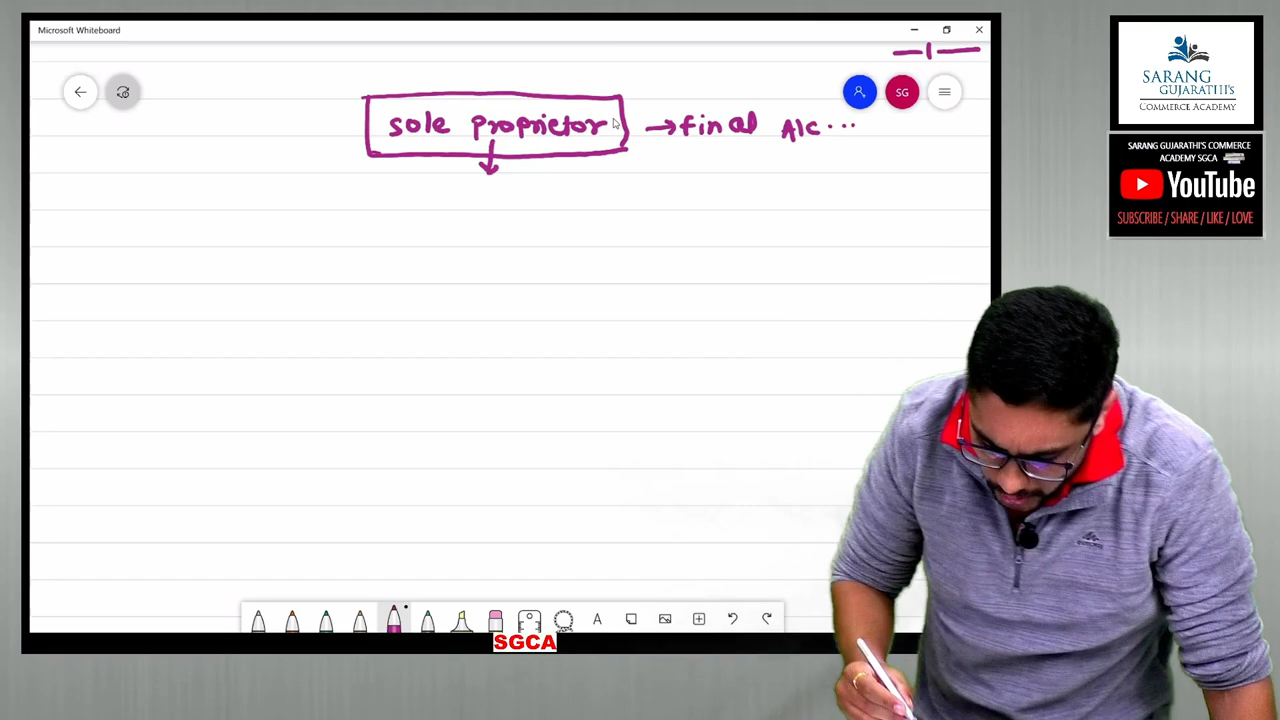 Microsoft Whiteboard
SG
sole proprietor → final A/c...
SARANG
GUJARATHI'S
COMMERCE ACADEMY
SARANG GUJARATHI'S COMMERCE
ACADEMY SGCA
YouTube
SUBSCRIBE / SHARE / LIKE / LOVE
A
SGCA